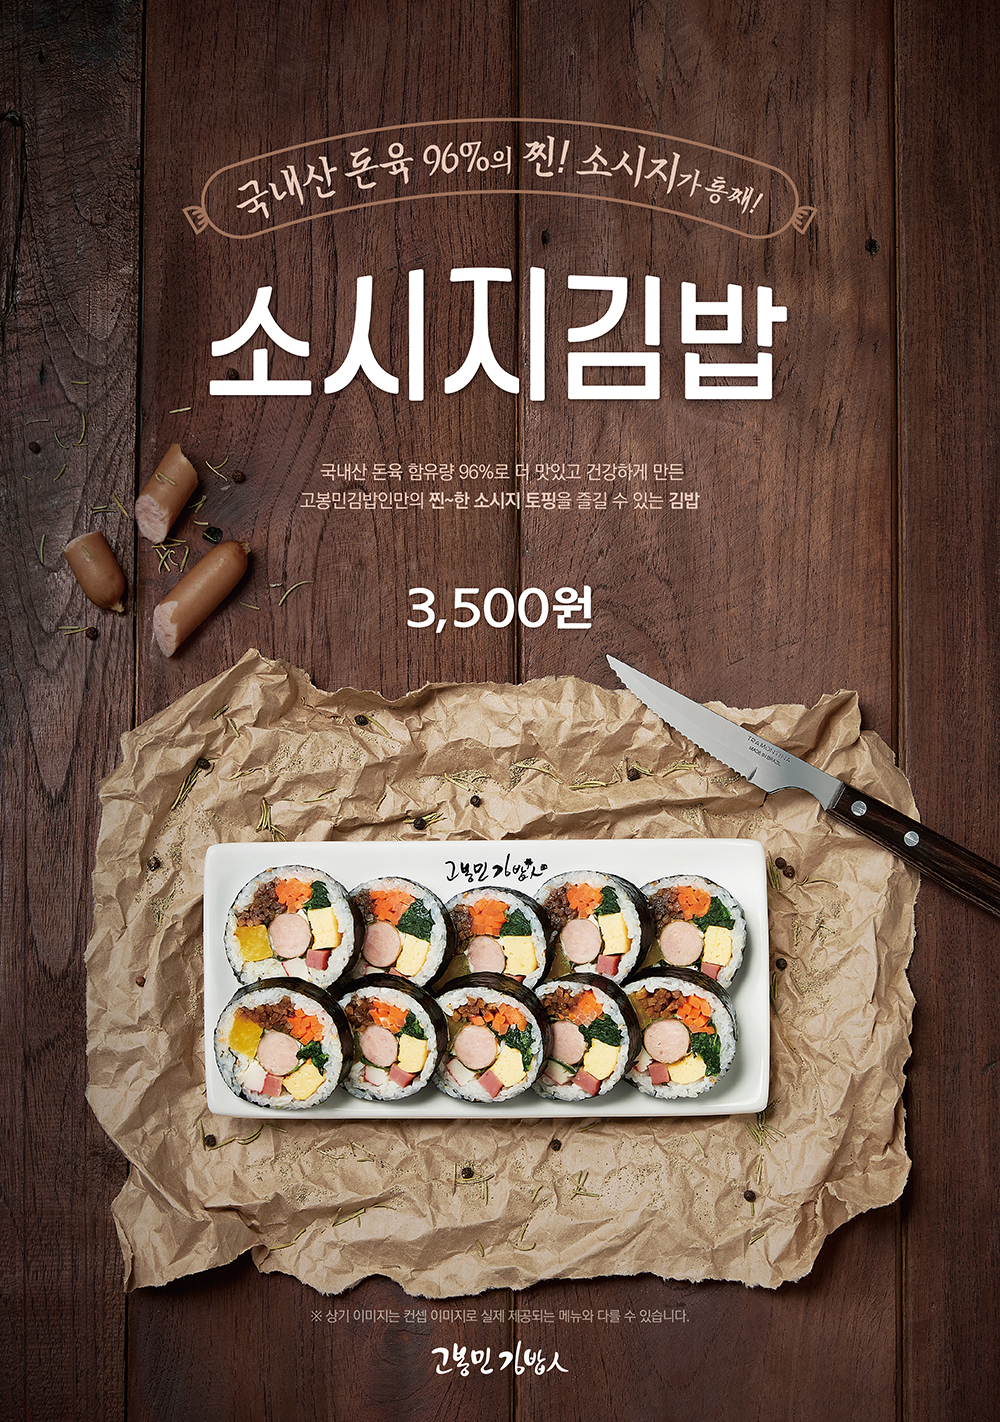 국내산 돈육 96%의 찐! 소시지가 통째!
소시지김밥
국내산 돈육 함유량 96%로 더 맛있고 건강하게 만든
고봉민김밥인만의 찐~한 소시지 토핑을 즐길 수 있는 김밥
3,500원
TRAMONTINA
MADE IN BRAZIL
고봉민김밥人
※ 상기 이미지는 컨셉 이미지로 실제 제공되는 메뉴와 다를 수 있습니다.
고봉민김밥人